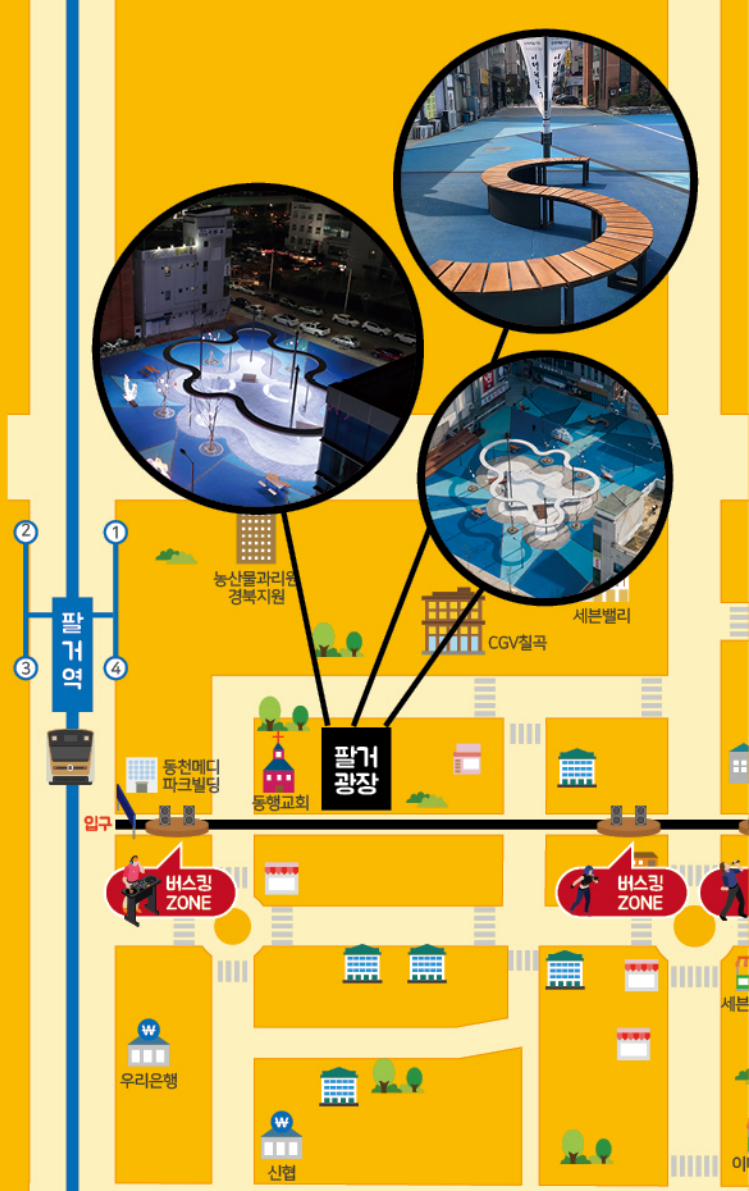 농산물과리원
경북지원
세븐밸리
CGV칠곡
2
1
3
4
팔
거
역
팔거
광장
동천메디
파크빌딩
동행교회
입구
버스킹
ZONE
버스킹
ZONE
세븐
₩
우리은행
₩
신협